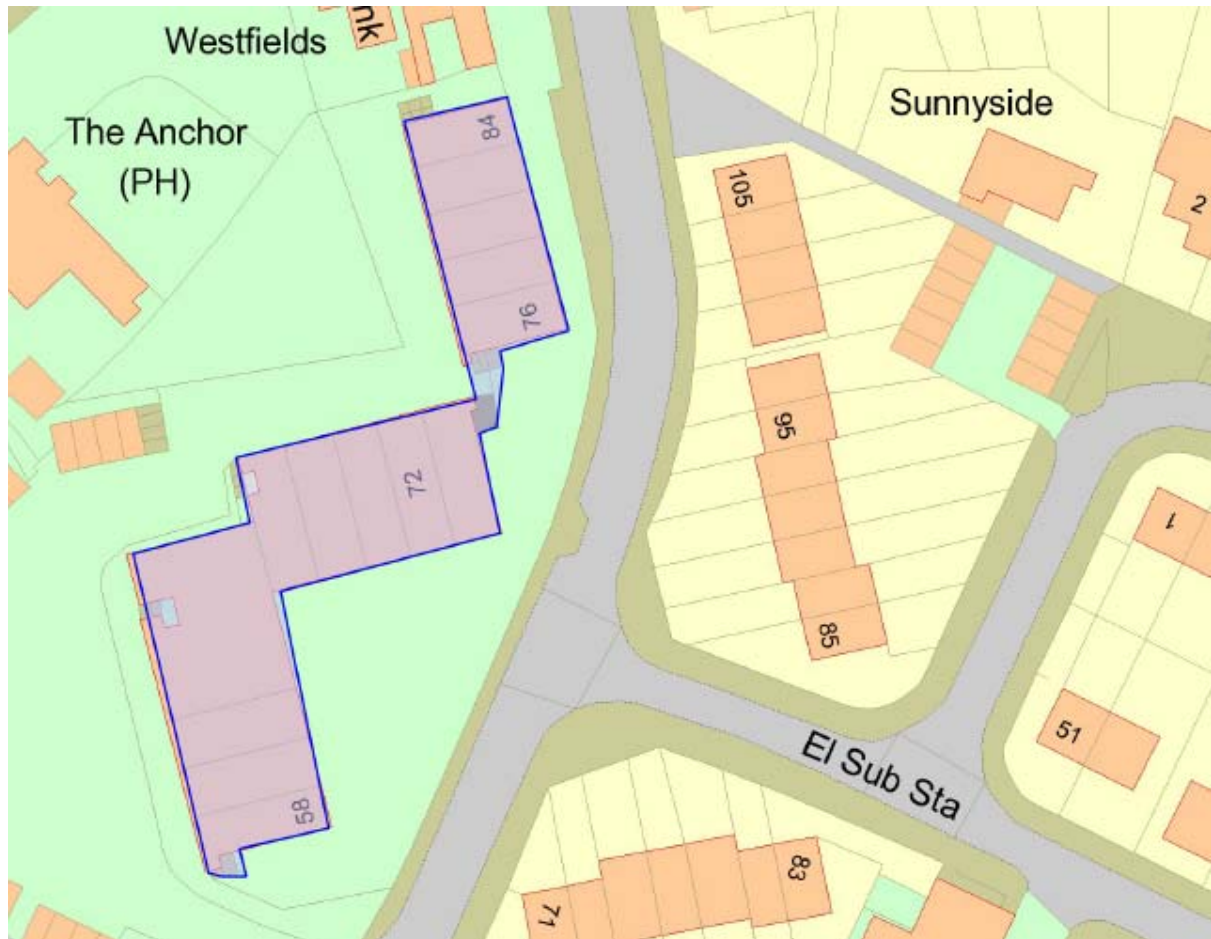 Westfields
nk
The Anchor
(PH)
Sunnyside
84
105
2
76
95
72
1
85
51
58
El Sub Sta
83
71